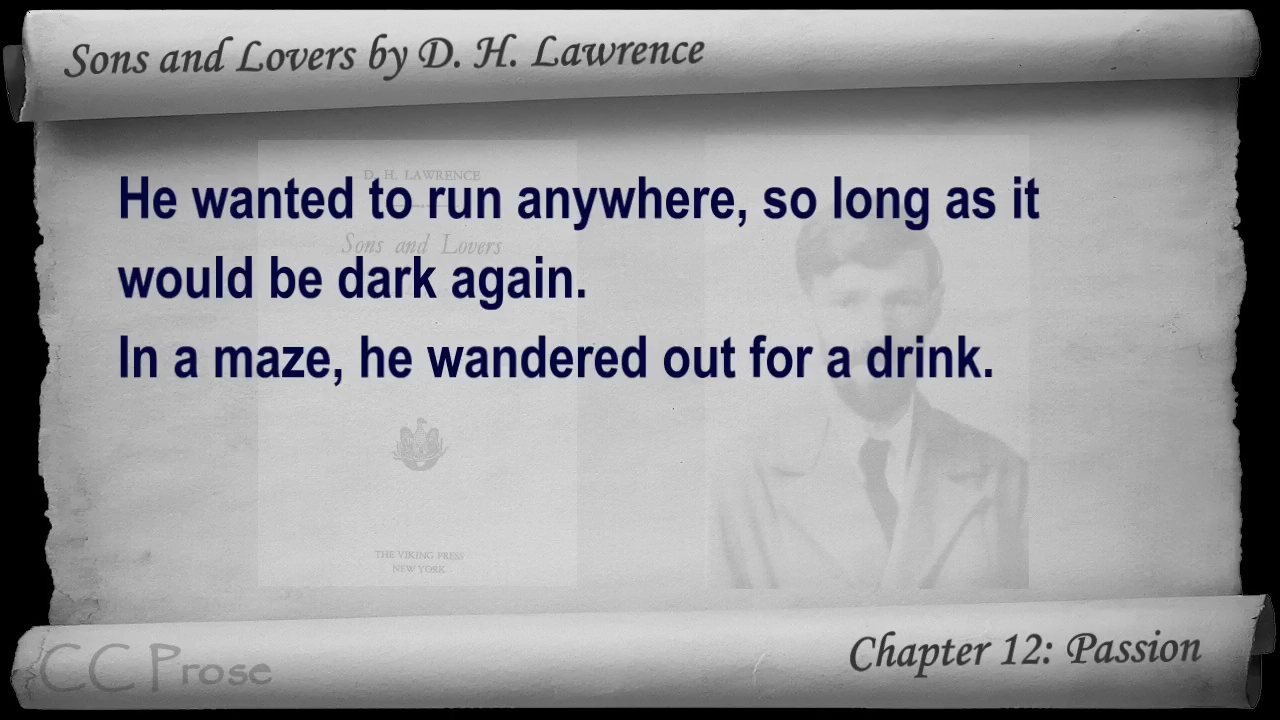 Sons and Lovers by D. H. Lawrence
D. H. LAWRENCE
He wanted to run anywhere, so long as it
Sons and Lovers
would be dark again.
In a maze, he wandered out for a drink.
THE VIKING PRESS
NEW YORK
CC Prose
Chapter 12: Passion